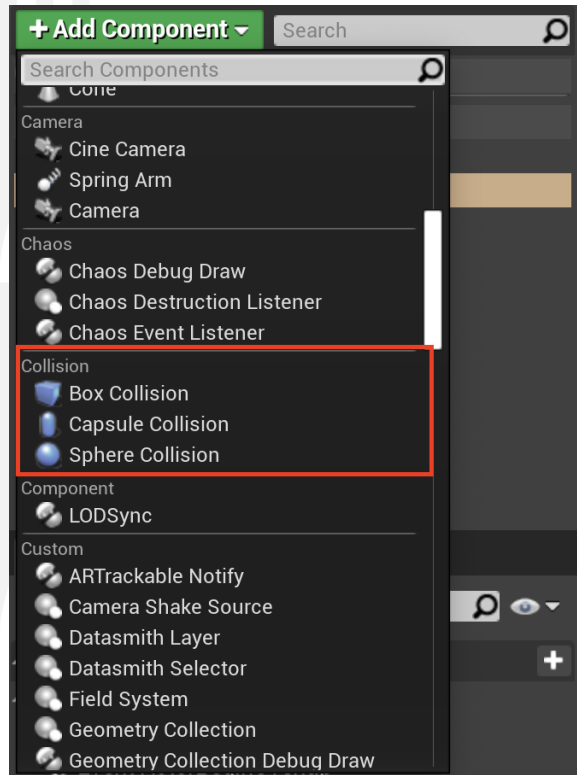 + Add Component
Search
Search Components
Cone
Camera
Cine Camera
Spring Arm
Camera
Chaos
Chaos Debug Draw
Chaos Destruction Listener
Chaos Event Listener
Collision
Box Collision
Capsule Collision
Sphere Collision
Component
LODSync
Custom
ARTrackable Notify
Camera Shake Source
Datasmith Layer
Datasmith Selector
Field System
Geometry Collection
Geometry Collection Debug Draw